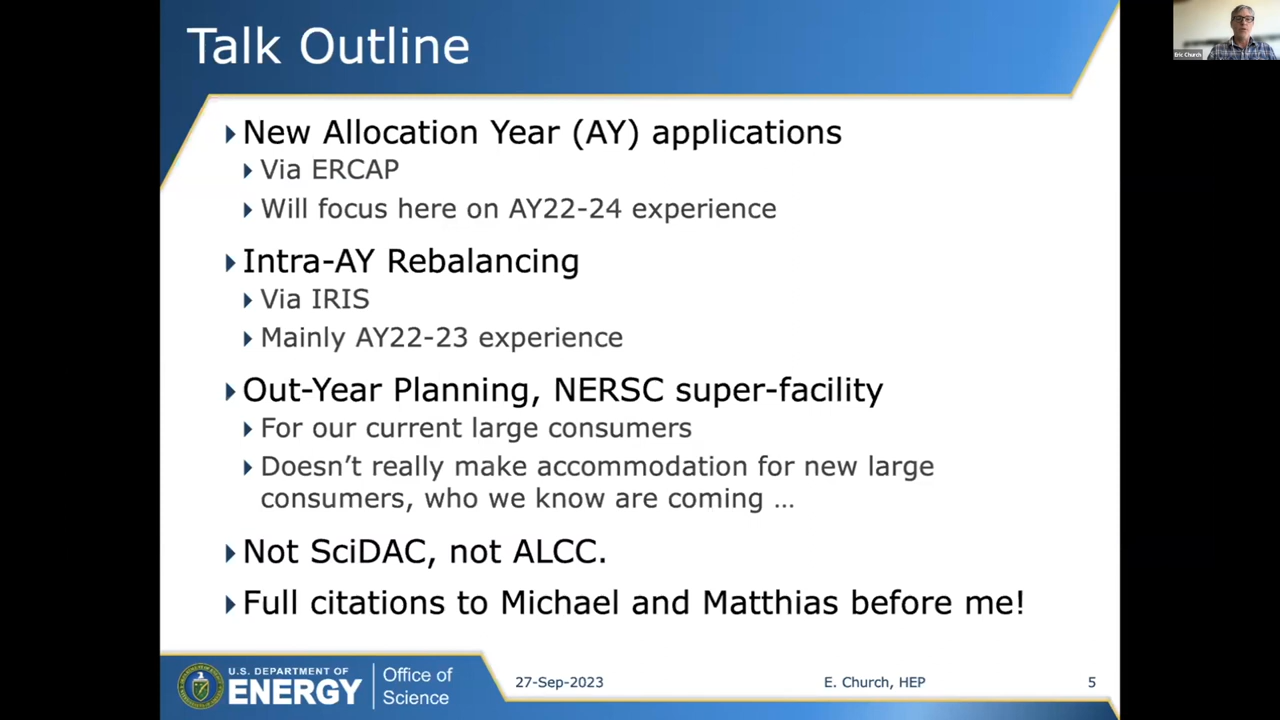 Talk Outline
New Allocation Year (AY) applications
Via ERCAP
Will focus here on AY22-24 experience
Intra-AY Rebalancing
Via IRIS
Mainly AY22-23 experience
Out-Year Planning, NERSC super-facility
For our current large consumers
Doesn’t really make accommodation for new large
consumers, who we know are coming …
Not SciDAC, not ALCC.
Full citations to Michael and Matthias before me!
U.S. DEPARTMENT OF
ENERGY
Office of
Science
27-Sep-2023
E. Church, HEP
5
Eric Church